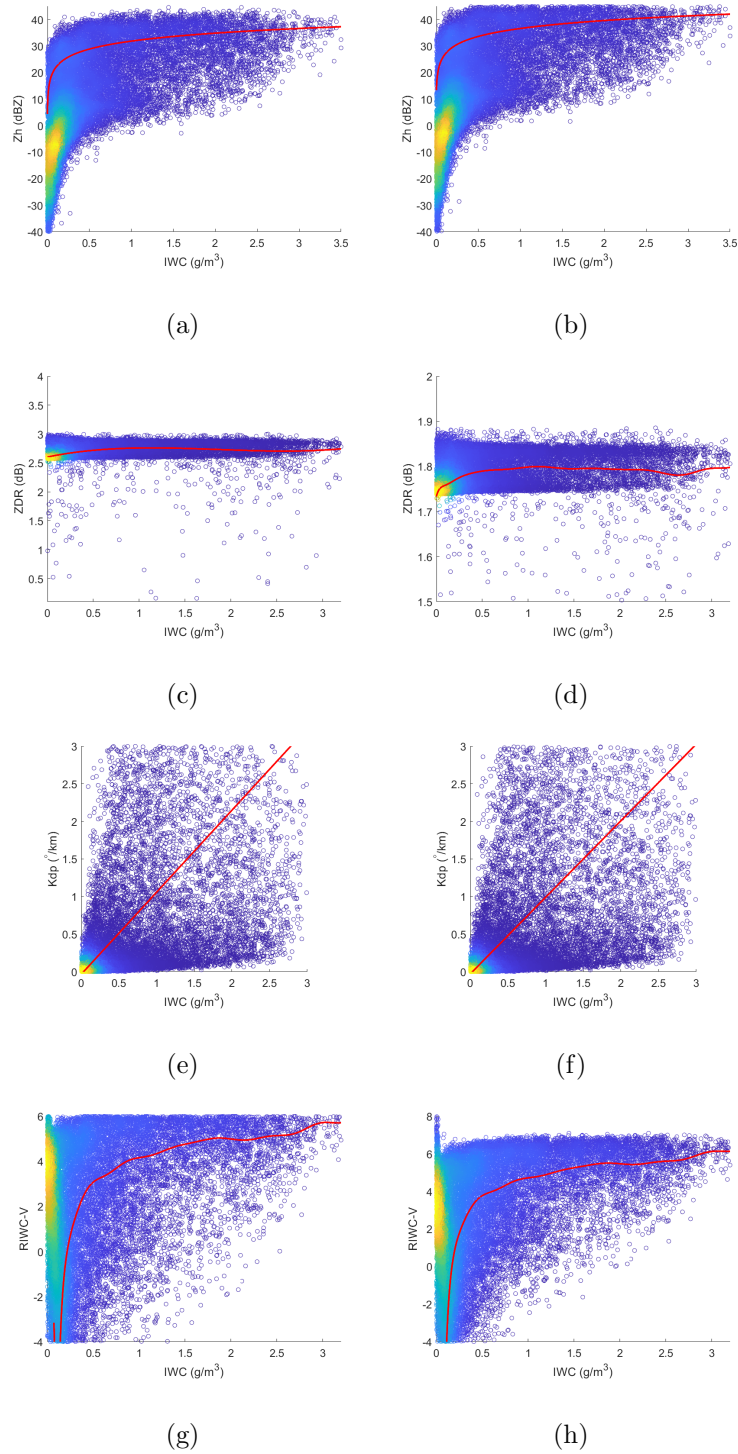 40
30
20
10
0
-10
-20
-30
-40
Zh (dBZ)
0 0.5 1 1.5 2 2.5 3 3.5
IWC (g/m³)
(a)
40
30
20
10
0
-10
-20
-30
-40
Zh (dBZ)
0 0.5 1 1.5 2 2.5 3 3.5
IWC (g/m³)
(b)
4
3.5
3
2.5
2
1.5
1
0.5
ZDR (dB)
0 0.5 1 1.5 2 2.5 3
IWC (g/m³)
(c)
2
1.9
1.8
1.7
1.6
1.5
ZDR (dB)
0 0.5 1 1.5 2 2.5 3
IWC (g/m³)
(d)
3
2.5
2
1.5
1
0.5
0
Kdp (°/km)
0 0.5 1 1.5 2 2.5 3
IWC (g/m³)
(e)
3
2.5
2
1.5
1
0.5
0
Kdp (°/km)
0 0.5 1 1.5 2 2.5 3
IWC (g/m³)
(f)
6
4
2
0
-2
-4
RIWC-V
0 0.5 1 1.5 2 2.5 3
IWC (g/m³)
(g)
8
6
4
2
0
-2
-4
RIWC-V
0 0.5 1 1.5 2 2.5 3
IWC (g/m³)
(h)